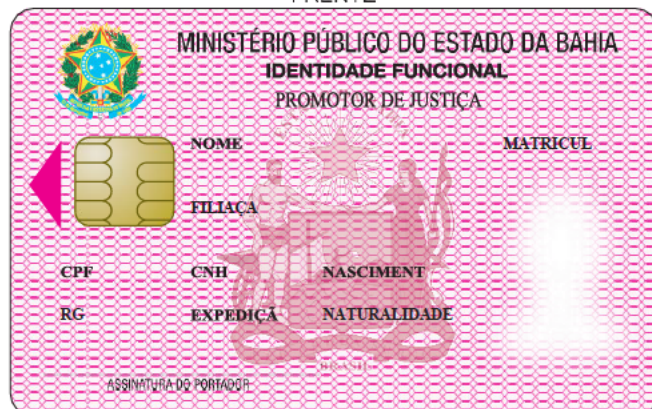 FRENTE
MINISTÉRIO PÚBLICO DO ESTADO DA BAHIA
IDENTIDADE FUNCIONAL
PROMOTOR DE JUSTIÇA
NOME MATRICUL
FILIAÇA
CPF CNH NASCIMENT
RG EXPEDIÇÃ NATURALIDADE
BRASIL
ASSINATURA DO PORTADOR